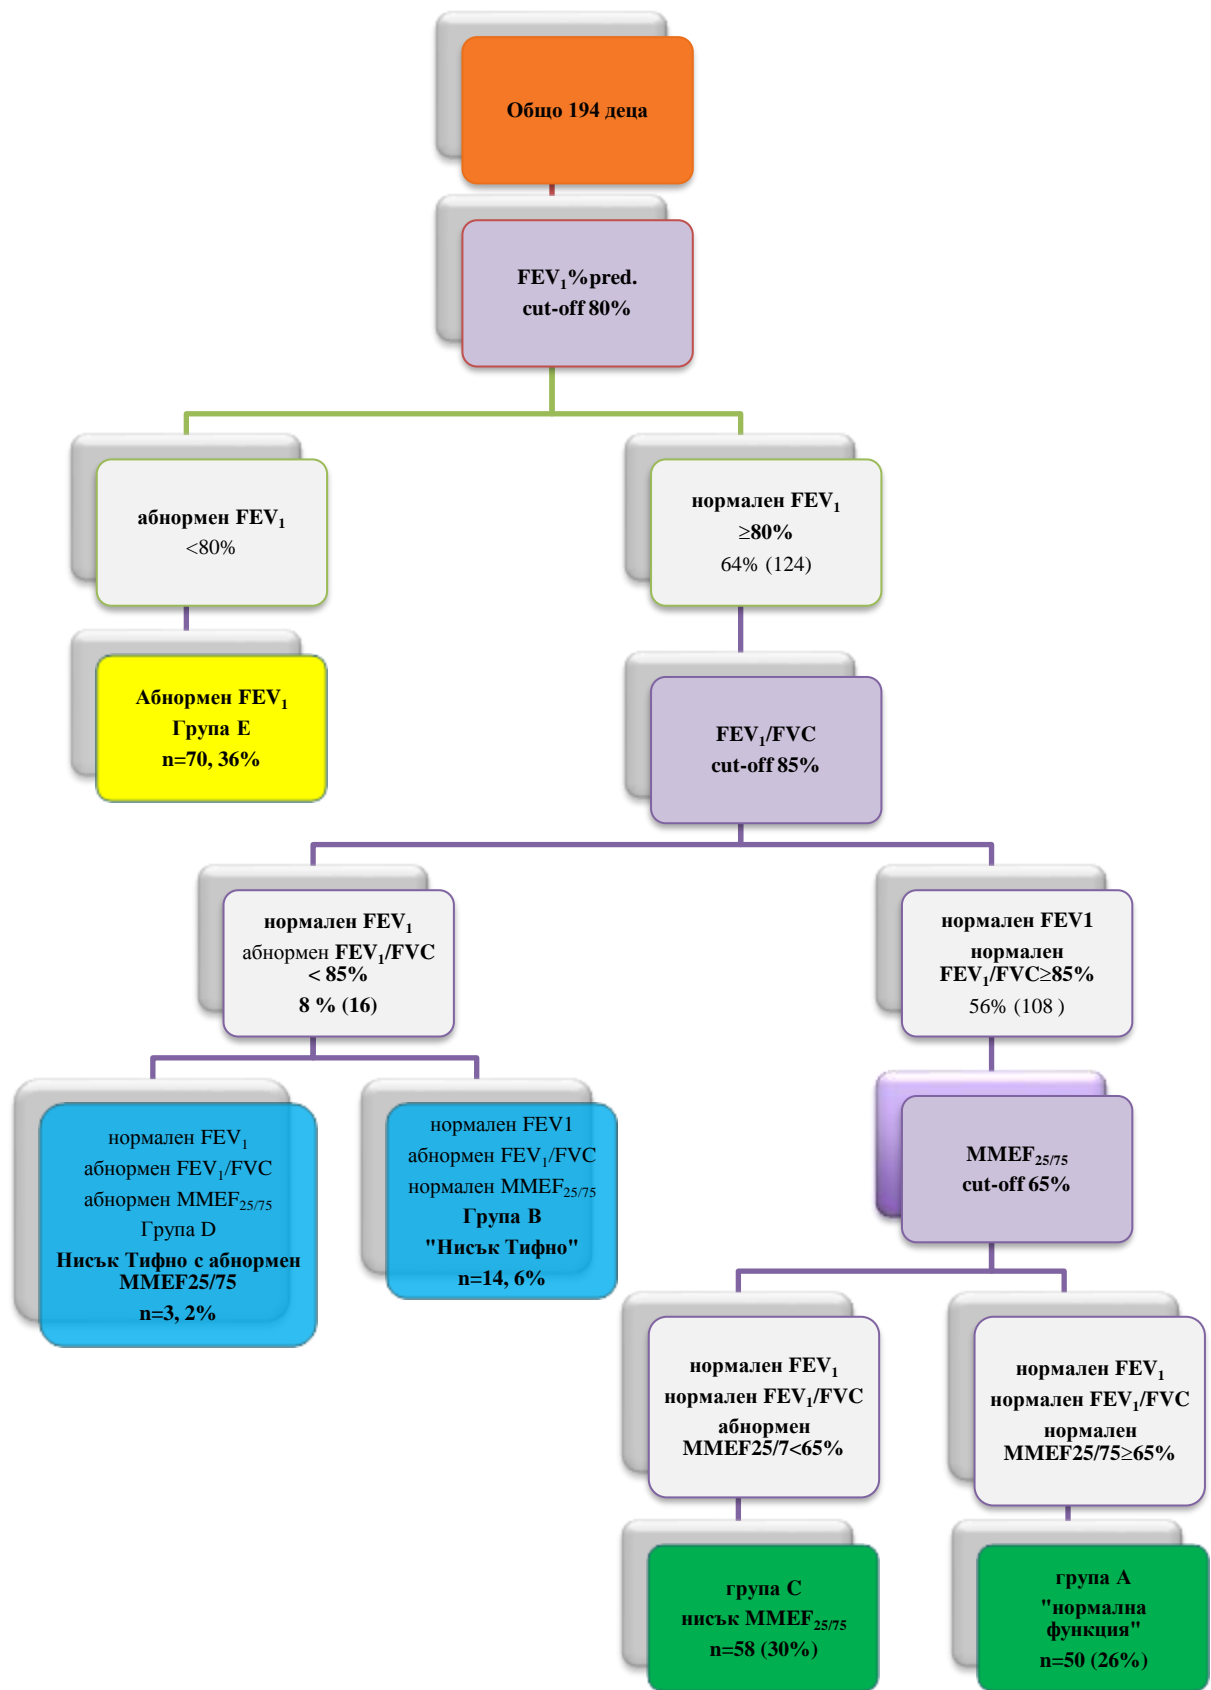 Общо 194 деца
FEV₁%pred.
cut-off 80%
абнормен FEV₁
<80%
нормален FEV₁
≥80%
64% (124)
Абнормен FEV₁
Група E
n=70, 36%
FEV₁/FVC
cut-off 85%
нормален FEV₁
абнормен FEV₁/FVC
< 85%
8 % (16)
нормален FEV1
нормален
FEV₁/FVC≥85%
56% (108 )
нормален FEV₁
абнормен FEV₁/FVC
абнормен MMEF₂₅/₇₅
Група D
Нисък Тифно с абнормен
MMEF25/75
n=3, 2%
нормален FEV1
абнормен FEV₁/FVC
нормален MMEF₂₅/₇₅
Група B
"Нисък Тифно"
n=14, 6%
MMEF₂₅/₇₅
cut-off 65%
нормален FEV₁
нормален FEV₁/FVC
абнормен
MMEF25/7<65%
нормален FEV₁
нормален FEV₁/FVC
нормален
MMEF25/75≥65%
група C
нисък MMEF₂₅/₇₅
n=58 (30%)
група A
"нормална
функция"
n=50 (26%)